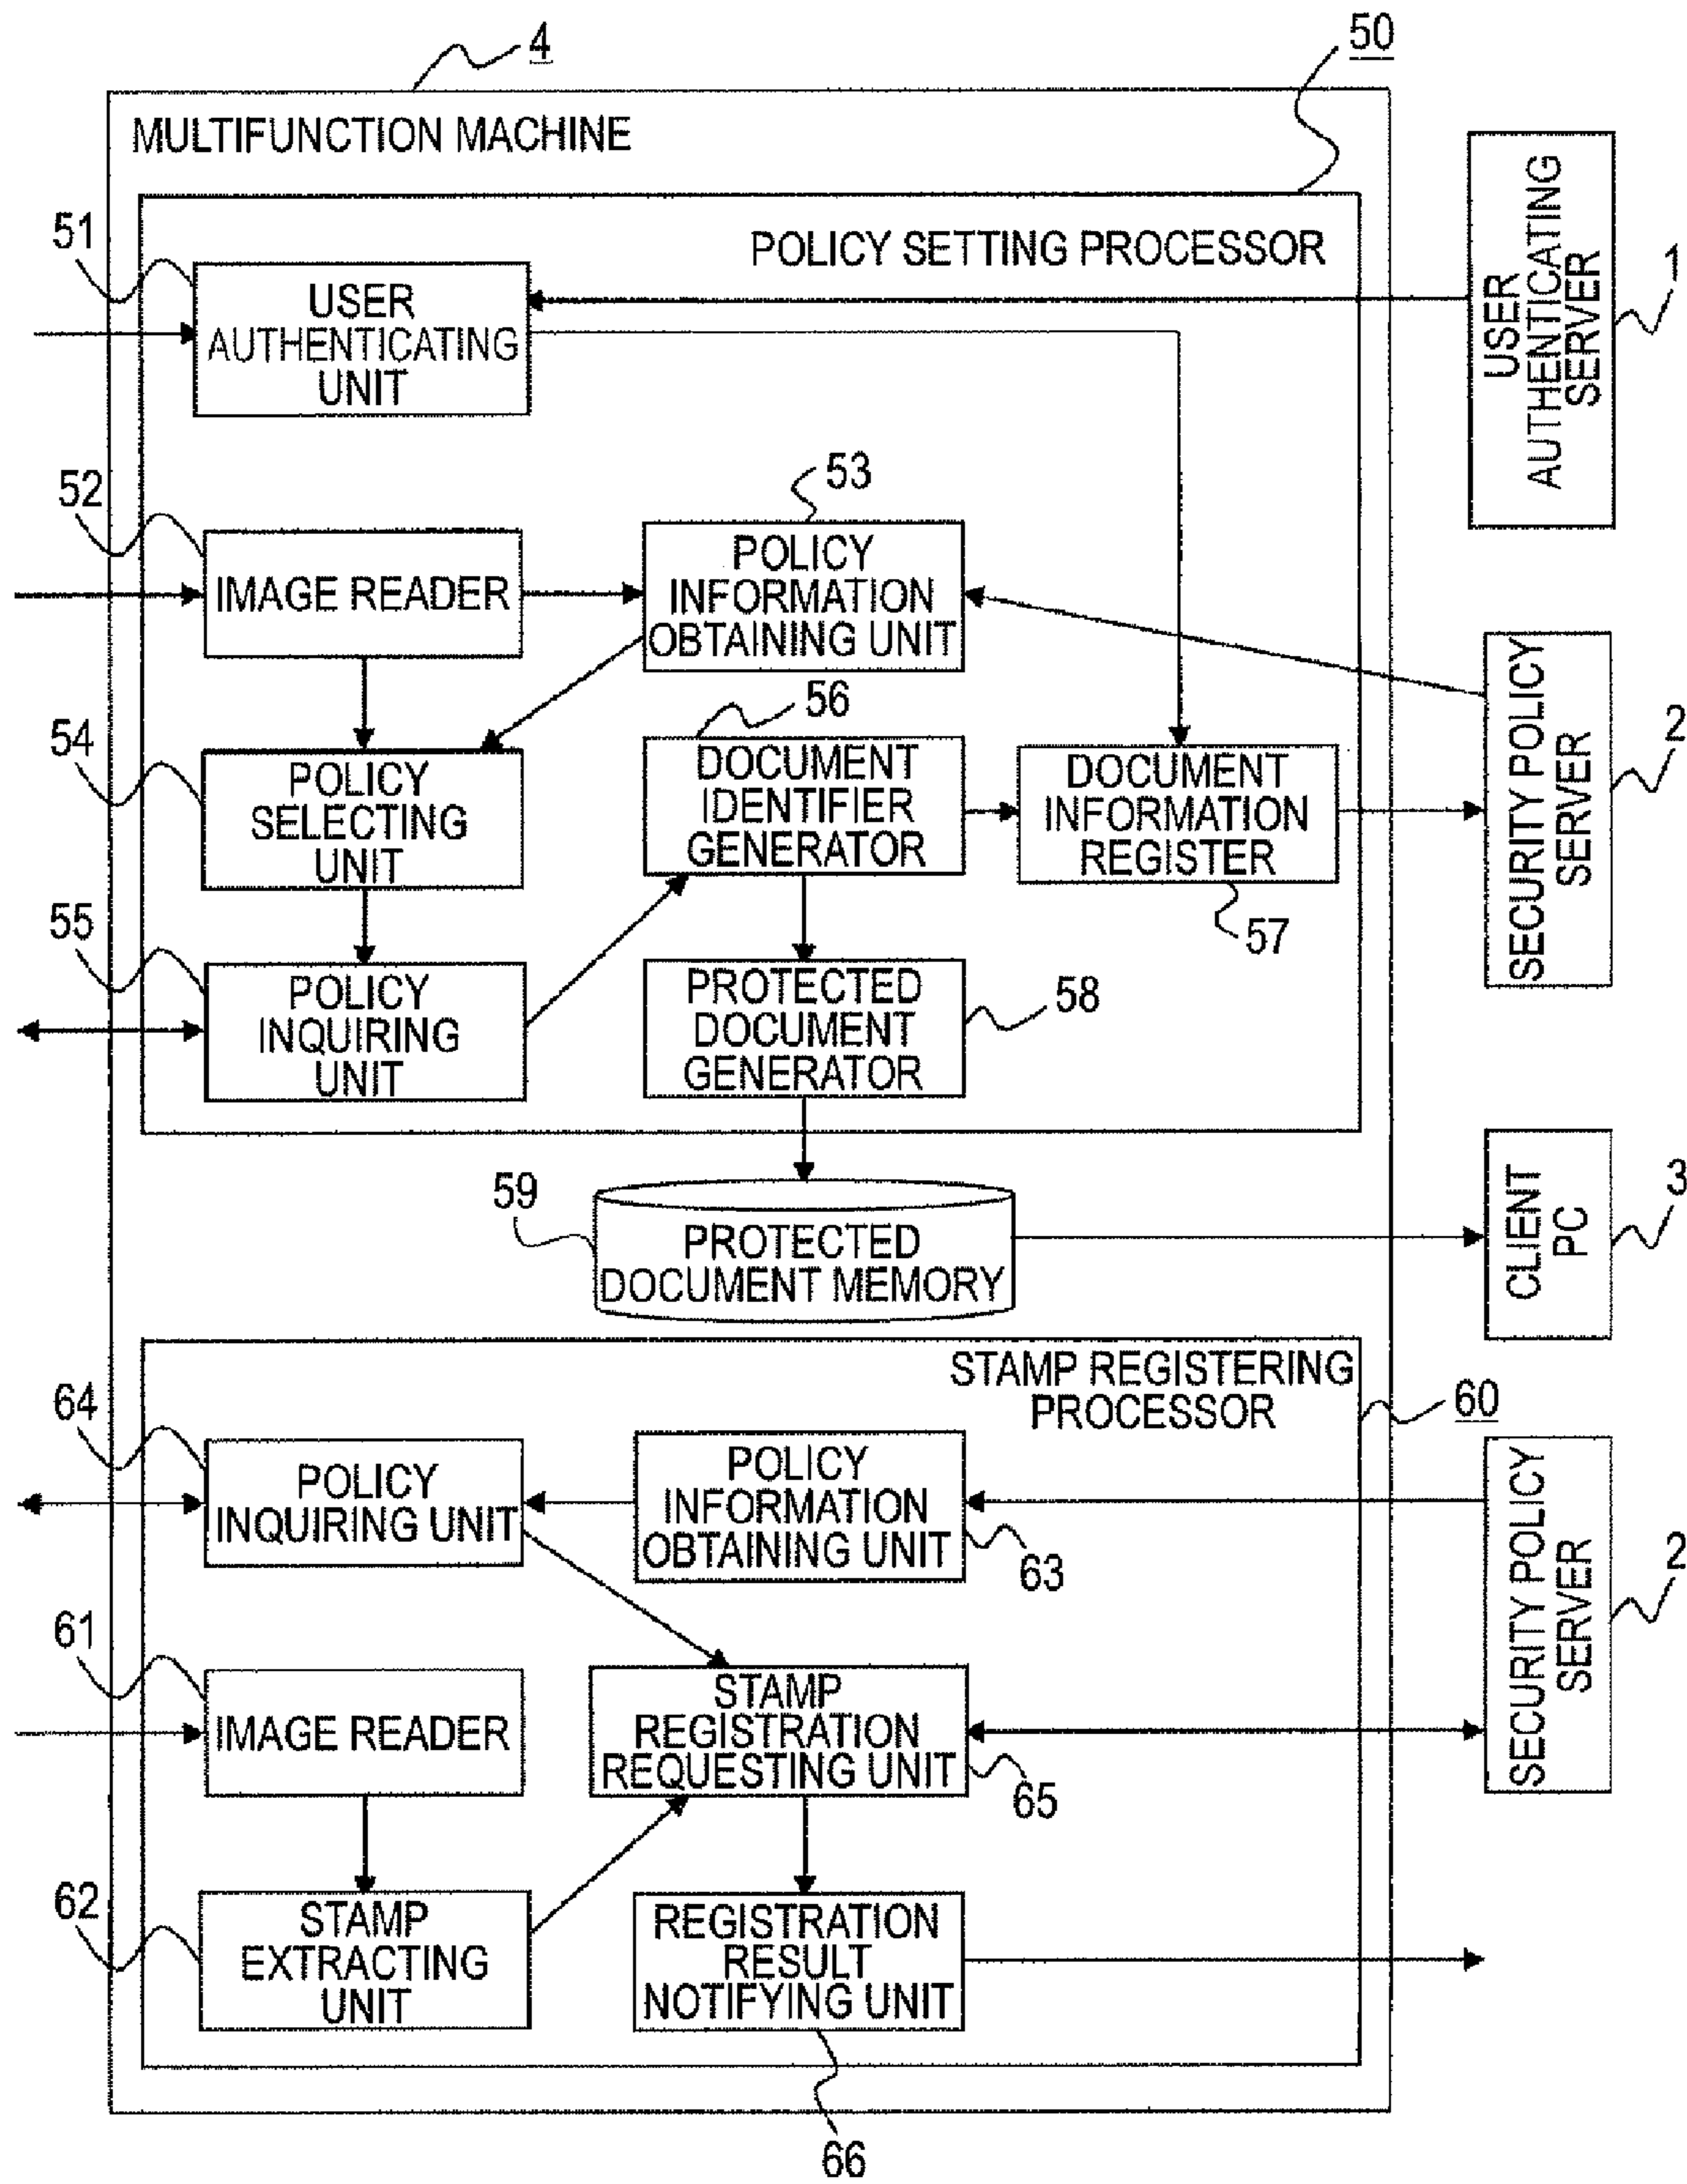 4
50
MULTIFUNCTION MACHINE
51
POLICY SETTING PROCESSOR
USER
AUTHENTICATING
UNIT
USER
AUTHENTICATING
SERVER
1
52
53
IMAGE READER
POLICY
INFORMATION
OBTAINING UNIT
54
56
POLICY
SELECTING
UNIT
DOCUMENT
IDENTIFIER
GENERATOR
DOCUMENT
INFORMATION
REGISTER
57
SECURITY POLICY
SERVER
2
55
POLICY
INQUIRING
UNIT
PROTECTED
DOCUMENT
GENERATOR
58
59
PROTECTED
DOCUMENT MEMORY
CLIENT
PC
3
STAMP REGISTERING
PROCESSOR
60
64
POLICY
INQUIRING UNIT
POLICY
INFORMATION
OBTAINING UNIT
63
SECURITY POLICY
SERVER
2
61
IMAGE READER
STAMP
REGISTRATION
REQUESTING UNIT
65
62
STAMP
EXTRACTING
UNIT
REGISTRATION
RESULT
NOTIFYING UNIT
66